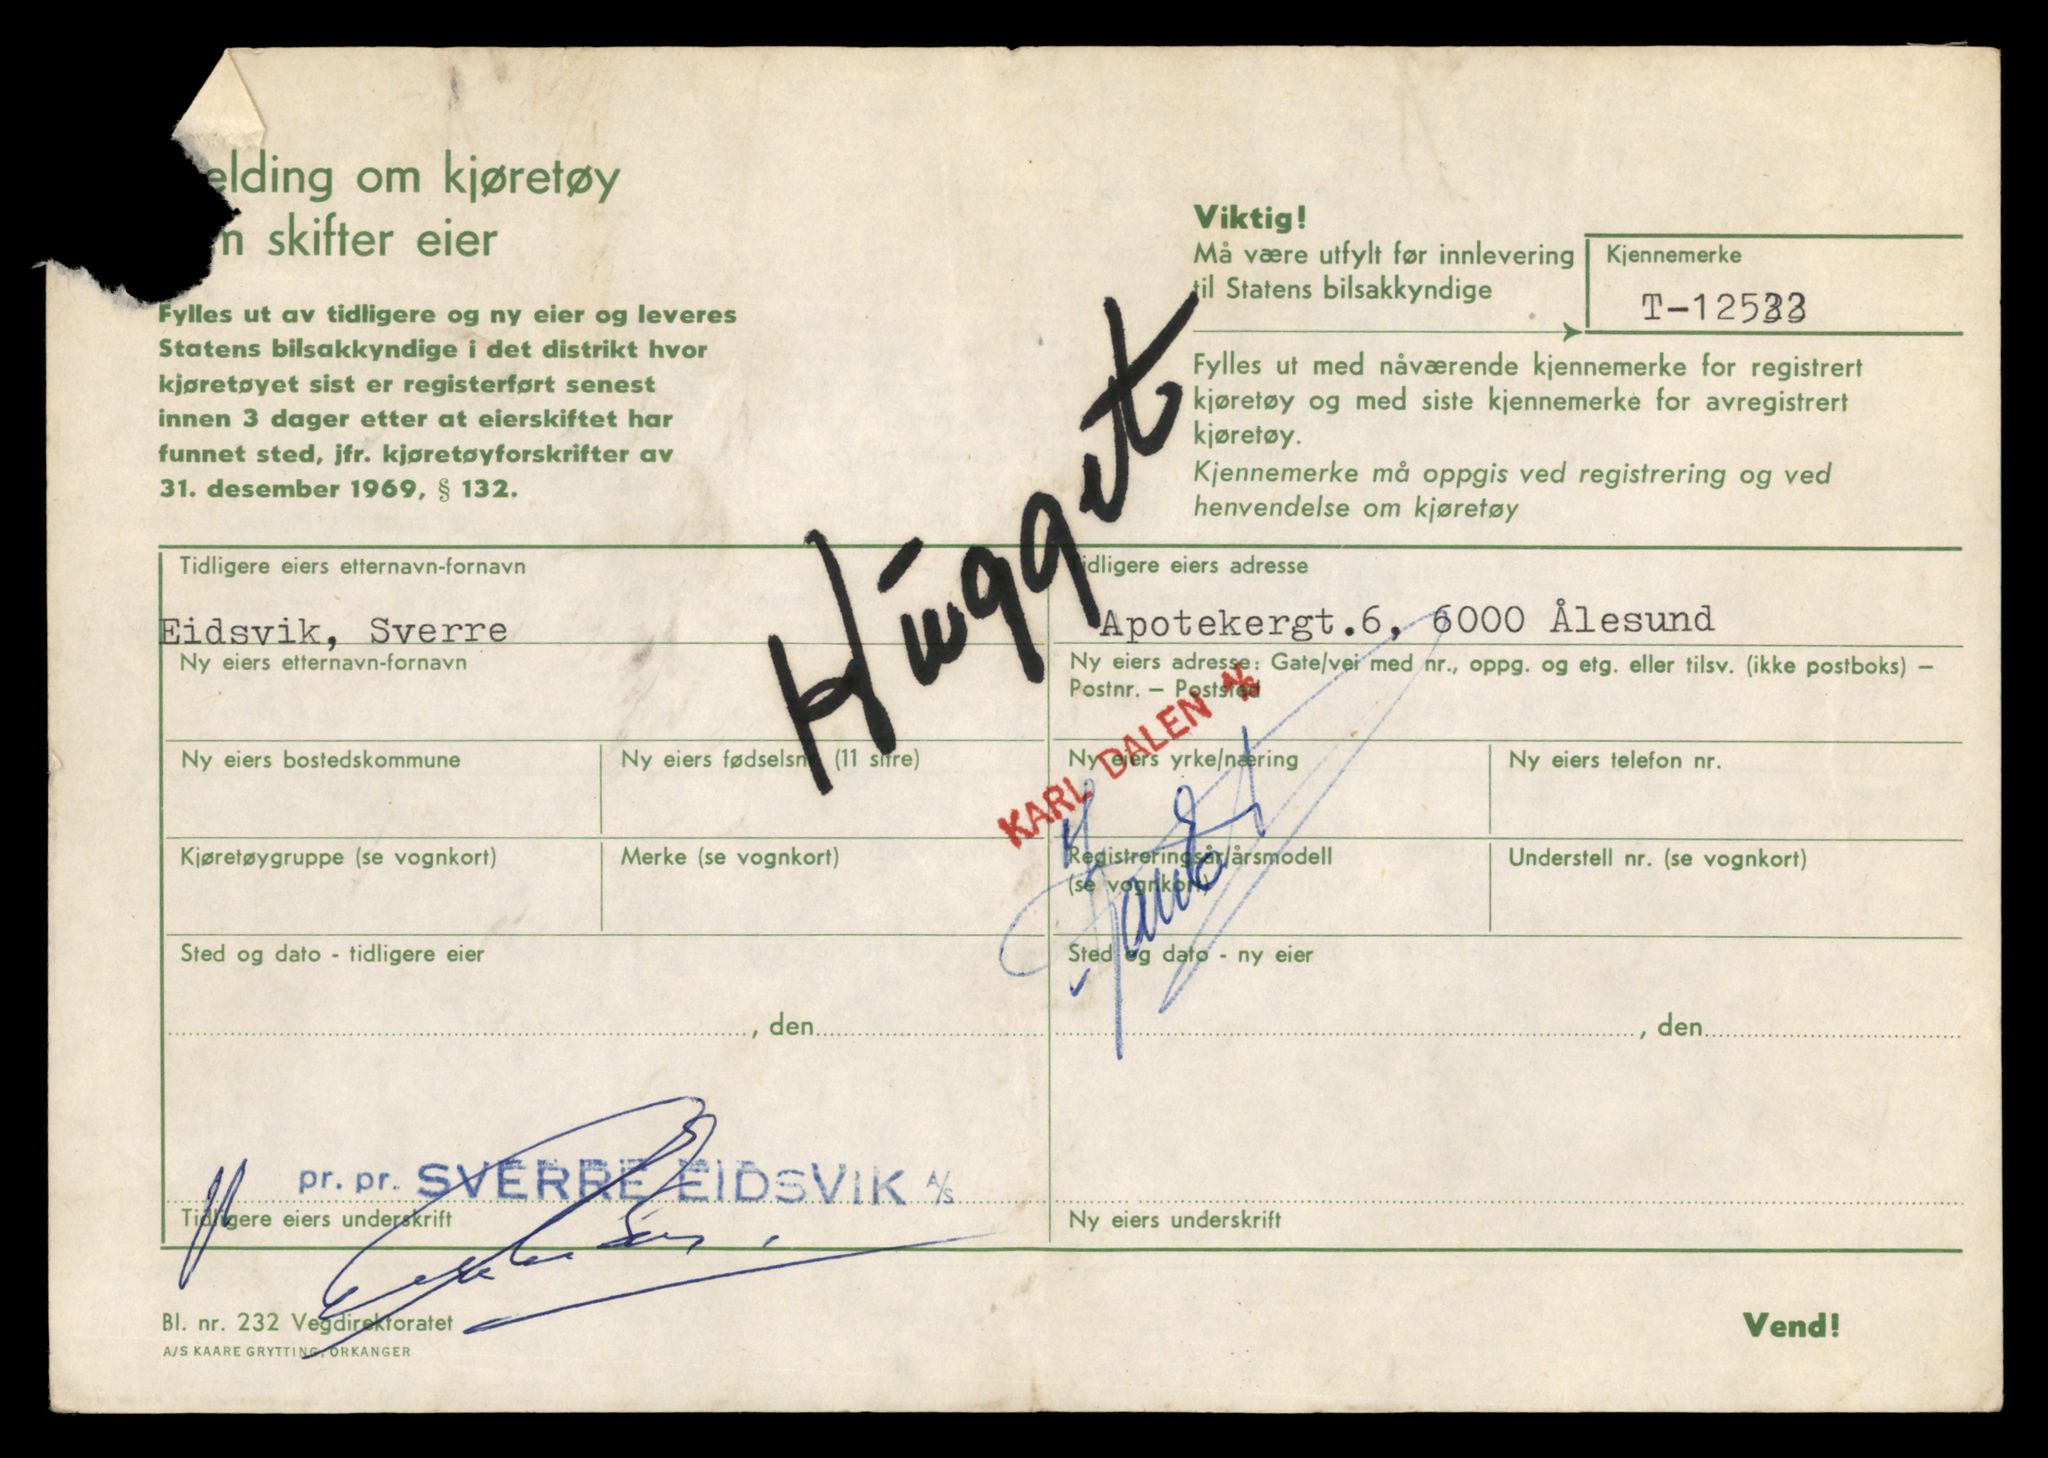 elding om kjøretøy
m skifter eier
Fylles ut av tidligere og ny eier og leveres
Statens bilsakkyndige i det distrikt hvor
kjøretøyet sist er registerført senest
innen 3 dager etter at eierskiftet har
funnet sted, jfr. kjøretøyforskrifter av
31. desember 1969, § 132.
Viktig!
Må være utfylt før innlevering
til Statens bilsakkyndige
Kjennemerke
T-12533
Fylles ut med nåværende kjennemerke for registrert
kjøretøy og med siste kjennemerke for avregistrert
kjøretøy.
Kjennemerke må oppgis ved registrering og ved
henvendelse om kjøretøy
Hugget
Tidligere eiers etternavn-fornavn
Eidsvik, Sverre
Tidligere eiers adresse
Apotekergt.6, 6000 Ålesund
Ny eiers etternavn-fornavn
Ny eiers adresse: Gate/vei med nr., oppg. og etg. eller tilsv. (ikke postboks) –
Postnr. – Poststed
KARL DALEN A/S
Ny eiers bostedskommune
Ny eiers fødselsnr. (11 sifre)
Ny eiers yrke/næring
Ny eiers telefon nr.
Kjøretøygruppe (se vognkort)
Merke (se vognkort)
Registreringsår/årsmodell
(se vognkort)
Understell nr. (se vognkort)
Sted og dato - tidligere eier
Sted og dato - ny eier
, den
, den
pr. pr. SVERRE EIDSVIK A/S
Tidligere eiers underskrift
Ny eiers underskrift
Bl. nr. 232 Vegdirektoratet
A/S KAARE GRYTTING, ORKANGER
Vend!